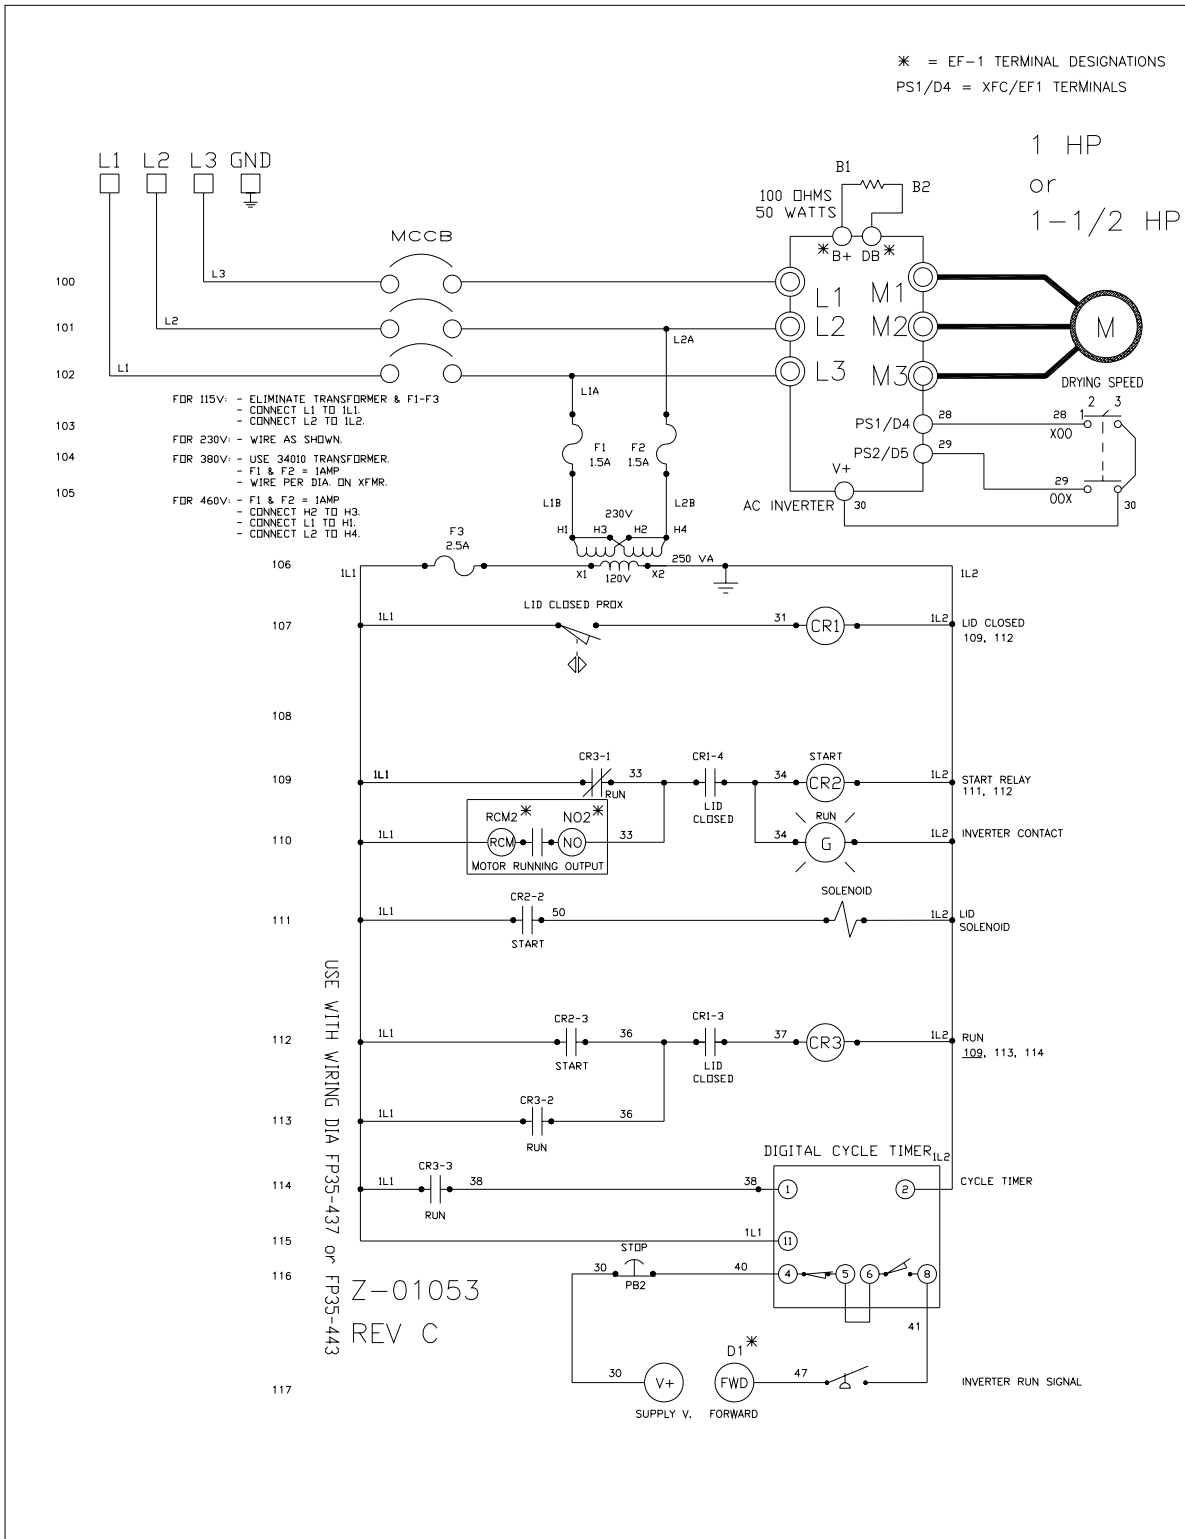 ✳ = EF-1 TERMINAL DESIGNATIONS
PS1/D4 = XFC/EF1 TERMINALS
1 HP
or
1-1/2 HP
L1 L2 L3 GND
B1
B2
100 OHMS
50 WATTS
MCCB
✳ B+ DB ✳
100
L3
L1 M1
101
L2
L2A
L2 M2
M
102
L1
L1A
L3 M3
DRYING SPEED
FOR 115V: - ELIMINATE TRANSFORMER & F1-F3
- CONNECT L1 TO 1L1.
- CONNECT L2 TO 1L2.
103
FOR 230V: - WIRE AS SHOWN.
104
FOR 380V: - USE 34010 TRANSFORMER.
- F1 & F2 = 1AMP
- WIRE PER DIA. ON XFMR.
105
FOR 460V: - F1 & F2 = 1AMP
- CONNECT H2 TO H3.
- CONNECT L1 TO H1.
- CONNECT L2 TO H4.
F1
1.5A
F2
1.5A
PS1/D4 28 28 1 2 3
X00
PS2/D5 29 29
00X
V+
AC INVERTER 30 30
L1B L2B
230V
H1 H3 H2 H4
F3
2.5A
106
1L1 X1 120V X2 250 VA 1L2
LID CLOSED PROX
107
1L1 31 CR1 1L2 LID CLOSED
109, 112
108
CR3-1 CR1-4 START
109
1L1 33 34 CR2 1L2 START RELAY
111, 112
RUN LID
CLOSED
RCM2 ✳ NO2 ✳ RUN
110
1L1 RCM NO 33 34 G 1L2 INVERTER CONTACT
MOTOR RUNNING OUTPUT
CR2-2 SOLENOID
111
1L1 50 1L2 LID
SOLENOID
START
USE WITH WIRING DIA FP35-437 or FP35-443
CR2-3 CR1-3
112
1L1 36 37 CR3 1L2 RUN
109, 113, 114
START LID
CLOSED
CR3-2
113
1L1 36
RUN
DIGITAL CYCLE TIMER 1L2
CR3-3
114
1L1 38 38 1 2 CYCLE TIMER
RUN
115
1L1 11
STOP
116
30 40 4 5 6 8
PB2
Z-01053
REV C
41
D1 ✳
117
30 V+ FWD 47 INVERTER RUN SIGNAL
SUPPLY V. FORWARD